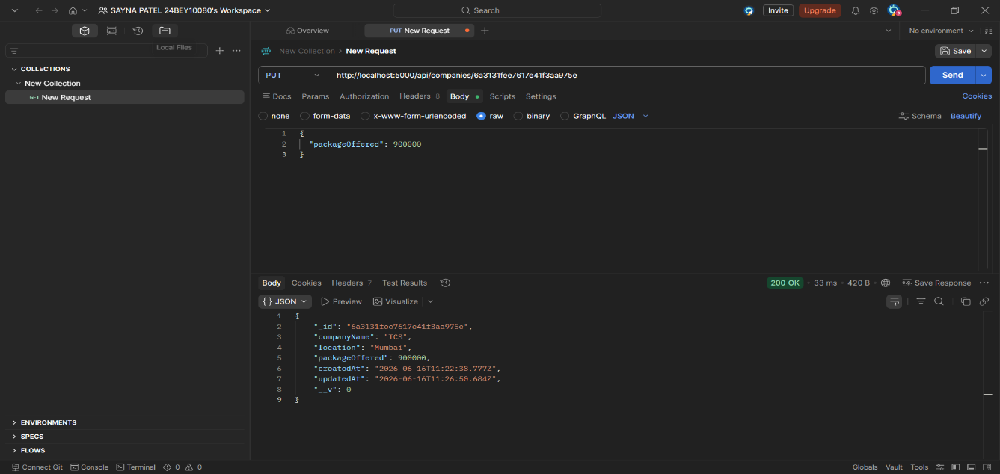 SAYNA PATEL 24BEY10080's Workspace
Search
Invite
Upgrade
Local Files
Overview
PUT New Request
No environment
COLLECTIONS
New Collection
GET New Request
ENVIRONMENTS
SPECS
FLOWS
HTTP
New Collection > New Request
Save
PUT
http://localhost:5000/api/companies/6a3131fee7617e41f3aa975e
Send
Docs Params Authorization Headers 8 Body Scripts Settings
Cookies
none form-data x-www-form-urlencoded raw binary GraphQL JSON
Schema Beautify
1 {
2 "packageOffered": 900000
3 }
Body Cookies Headers 7 Test Results
200 OK • 33 ms • 420 B
Save Response
{} JSON Preview Visualize
1 {
2 "_id": "6a3131fee7617e41f3aa975e",
3 "companyName": "TCS",
4 "location": "Mumbai",
5 "packageOffered": 900000,
6 "createdAt": "2026-06-16T11:22:38.777Z",
7 "updatedAt": "2026-06-16T11:26:50.684Z",
8 "__v": 0
9 }
Connect Git Console Terminal 0 0
Globals Vault Tools